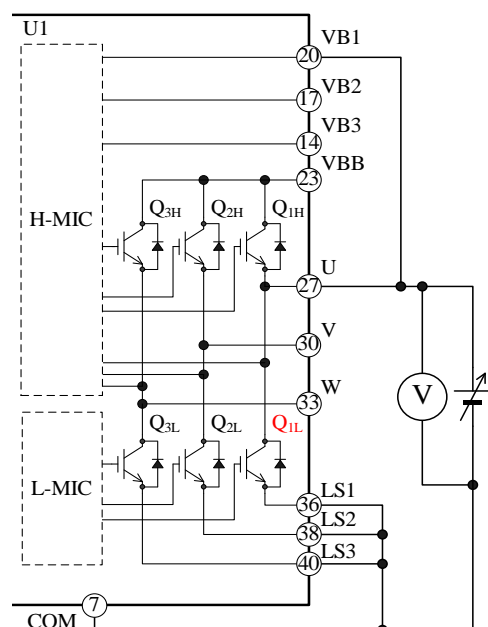 U1
VB1
20
VB2
17
VB3
14
VBB
23
Q3H Q2H Q1H
H-MIC
U
27
V
30
W
33
V
Q3L Q2L Q1L
L-MIC
LS1
36
LS2
38
LS3
40
7
COM